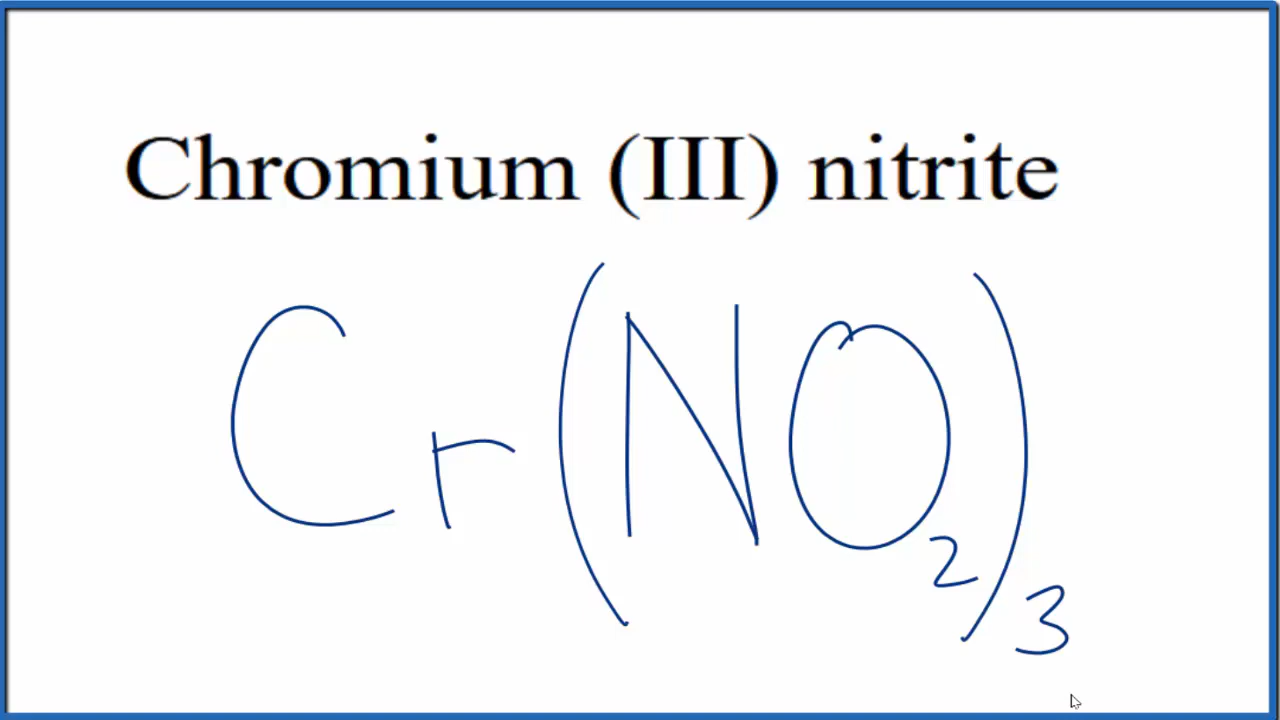 Chromium (III) nitrite
Cr(NO₂)₃